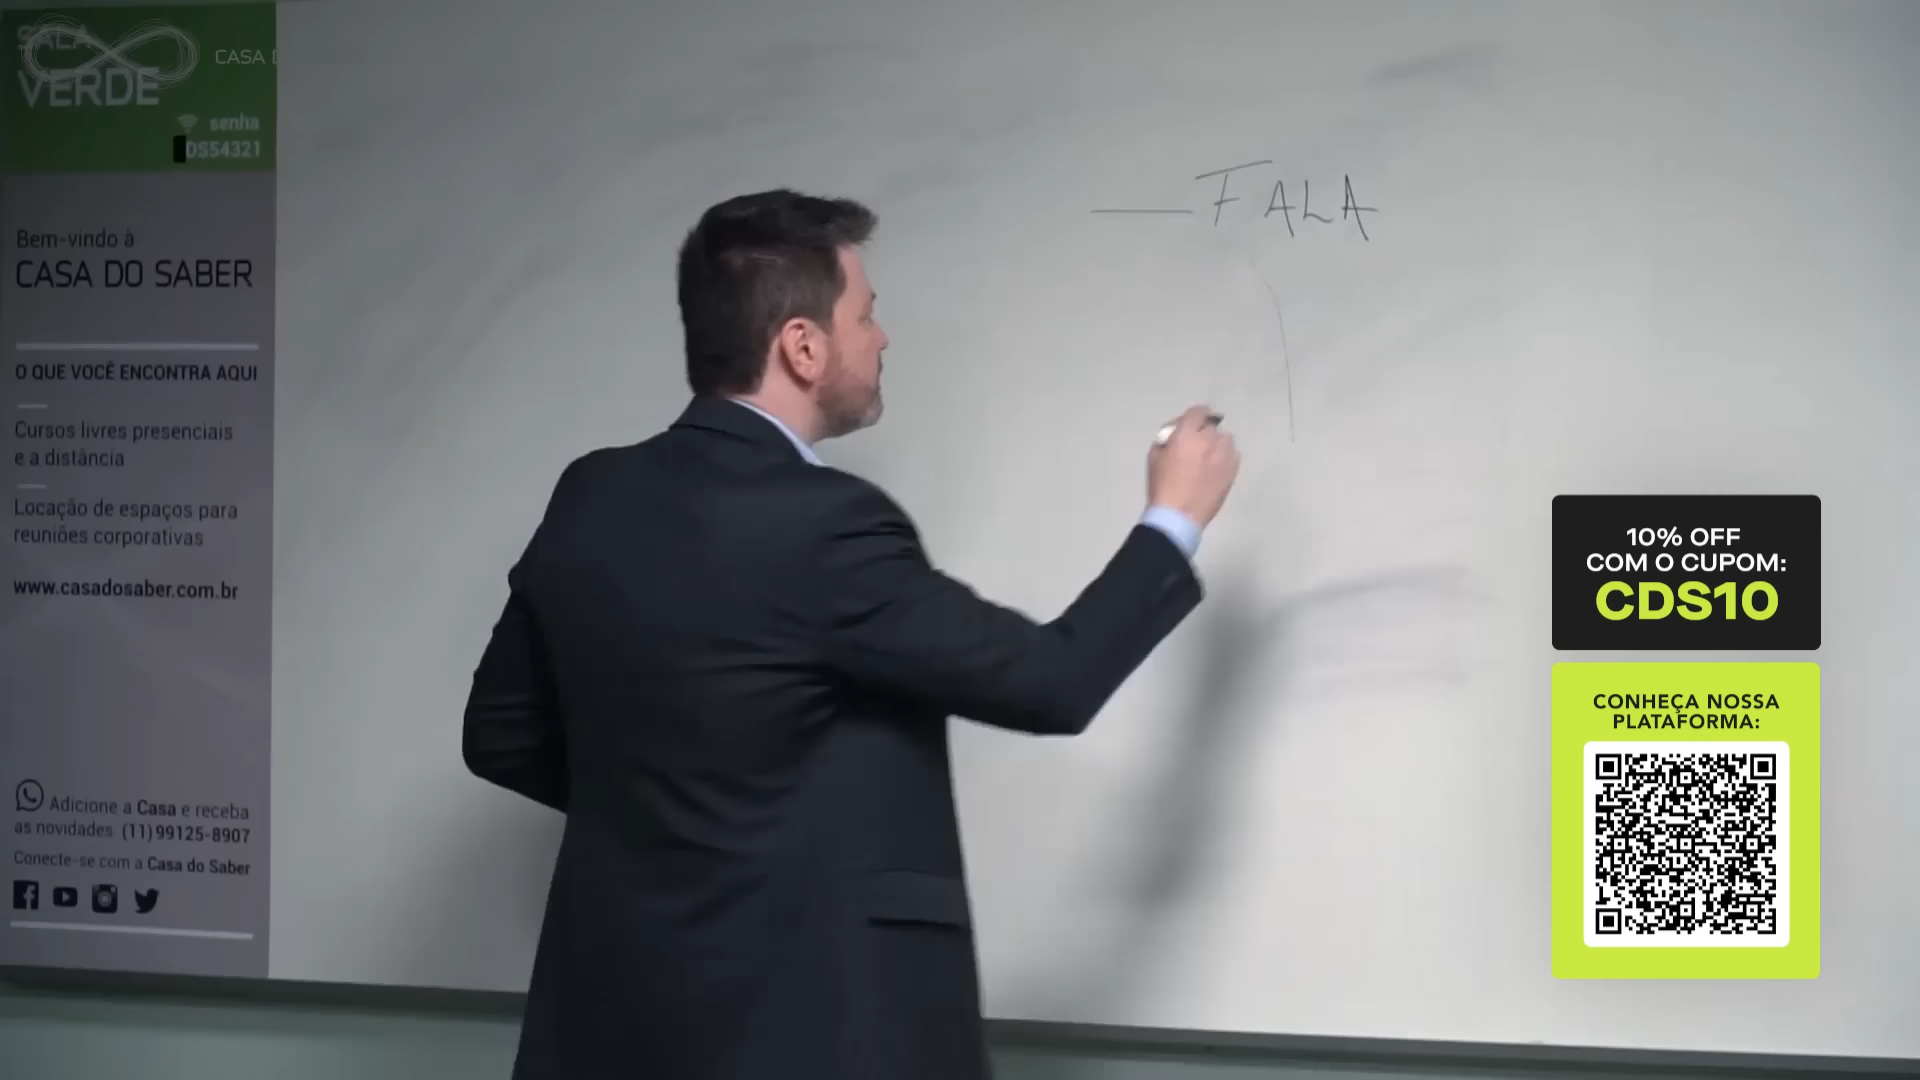 SALA
VERDE
CASA D
senha
DS54321
Bem-vindo à
CASA DO SABER
O QUE VOCÊ ENCONTRA AQUI
Cursos livres presenciais
e a distância
Locação de espaços para
reuniões corporativas
www.casadosaber.com.br
Adicione a Casa e receba
as novidades (11)99125-8907
Conecte-se com a Casa do Saber
FALA
10% OFF
COM O CUPOM:
CDS10
CONHEÇA NOSSA
PLATAFORMA: